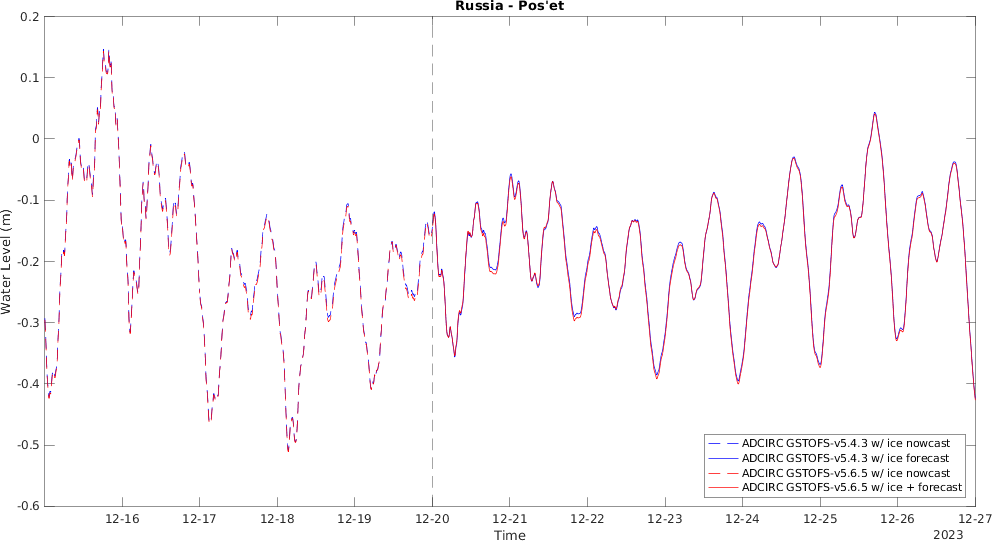 Russia - Pos'et
0.2
0.1
0
-0.1
-0.2
-0.3
-0.4
-0.5
-0.6
Water Level (m)
ADCIRC GSTOFS-v5.4.3 w/ ice nowcast
ADCIRC GSTOFS-v5.4.3 w/ ice forecast
ADCIRC GSTOFS-v5.6.5 w/ ice nowcast
ADCIRC GSTOFS-v5.6.5 w/ ice + forecast
12-16 12-17 12-18 12-19 12-20 12-21 12-22 12-23 12-24 12-25 12-26 12-27
Time
2023